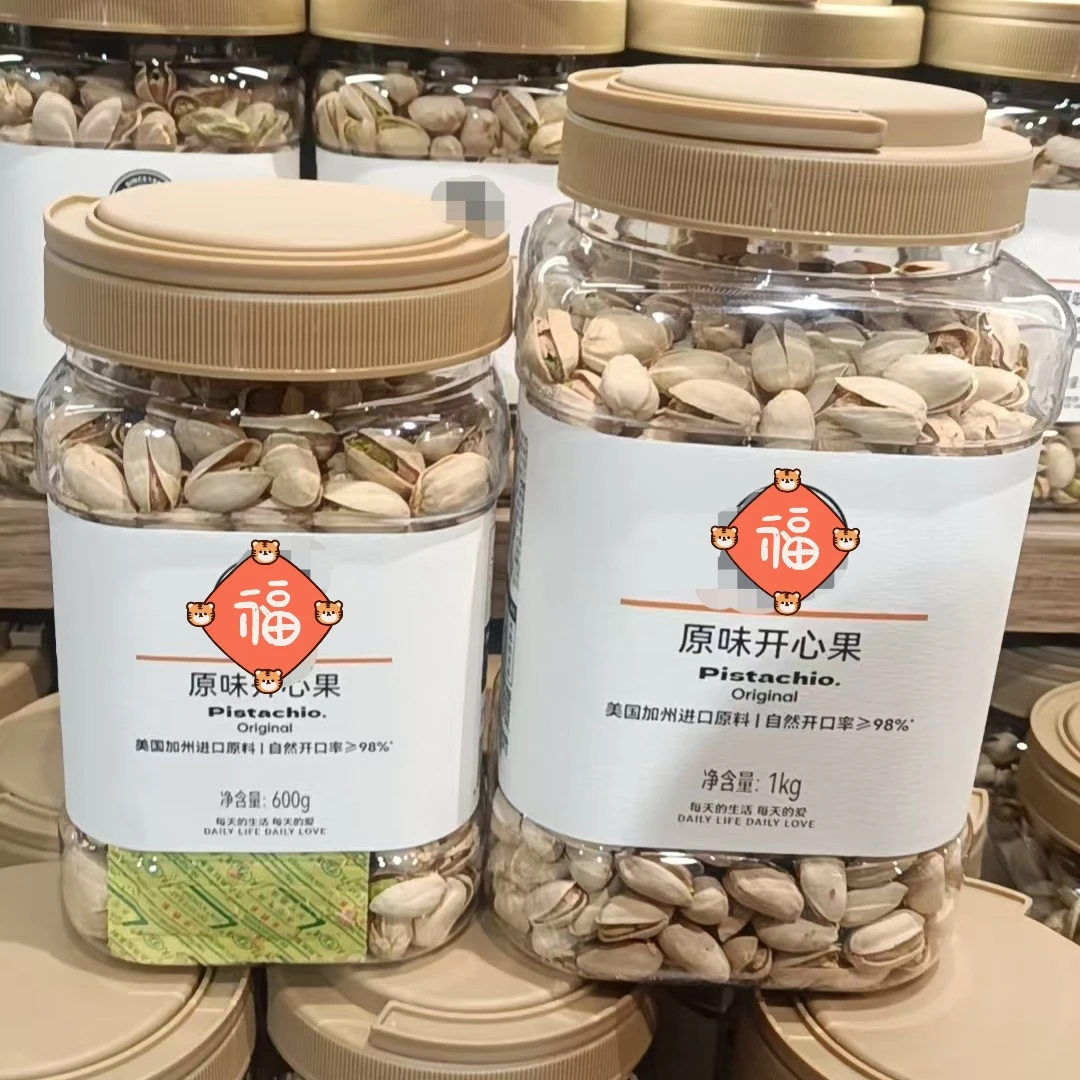 福
原味开心果
Pistachio.
Original
美国加州进口原料 | 自然开口率≥98%*
净含量: 600g
每天的生活 每天的爱
DAILY LIFE DAILY LOVE
福
原味开心果
Pistachio.
Original
美国加州进口原料 | 自然开口率≥98%*
净含量: 1kg
每天的生活 每天的爱
DAILY LIFE DAILY LOVE